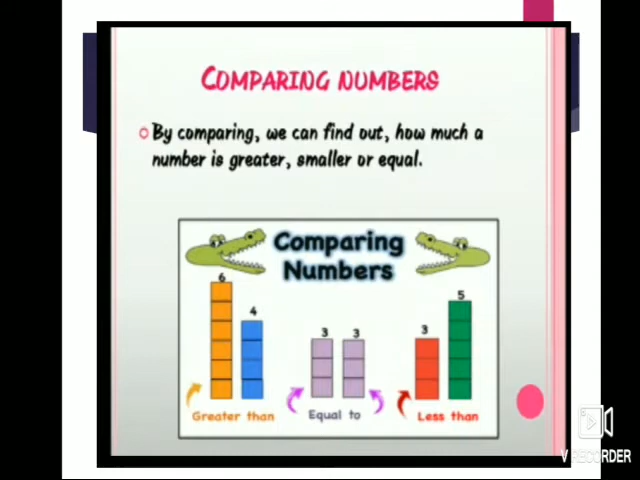 COMPARING NUMBERS
By comparing, we can find out, how much a
number is greater, smaller or equal.
Comparing
Numbers
6
4
3
3
3
5
Greater than
Equal to
Less than
V RECORDER